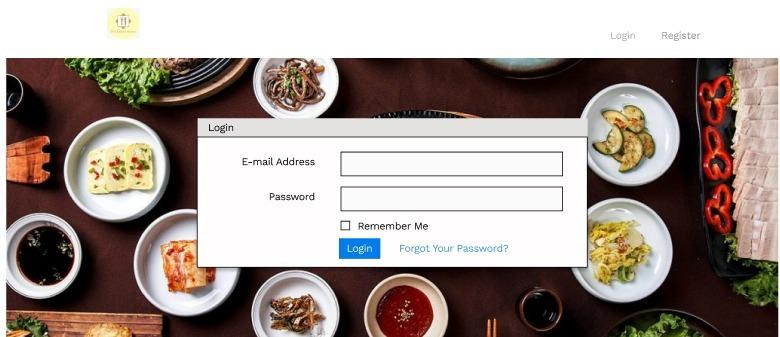 Login
Register
Login
E-mail Address
Password
Remember Me
Login
Forgot Your Password?